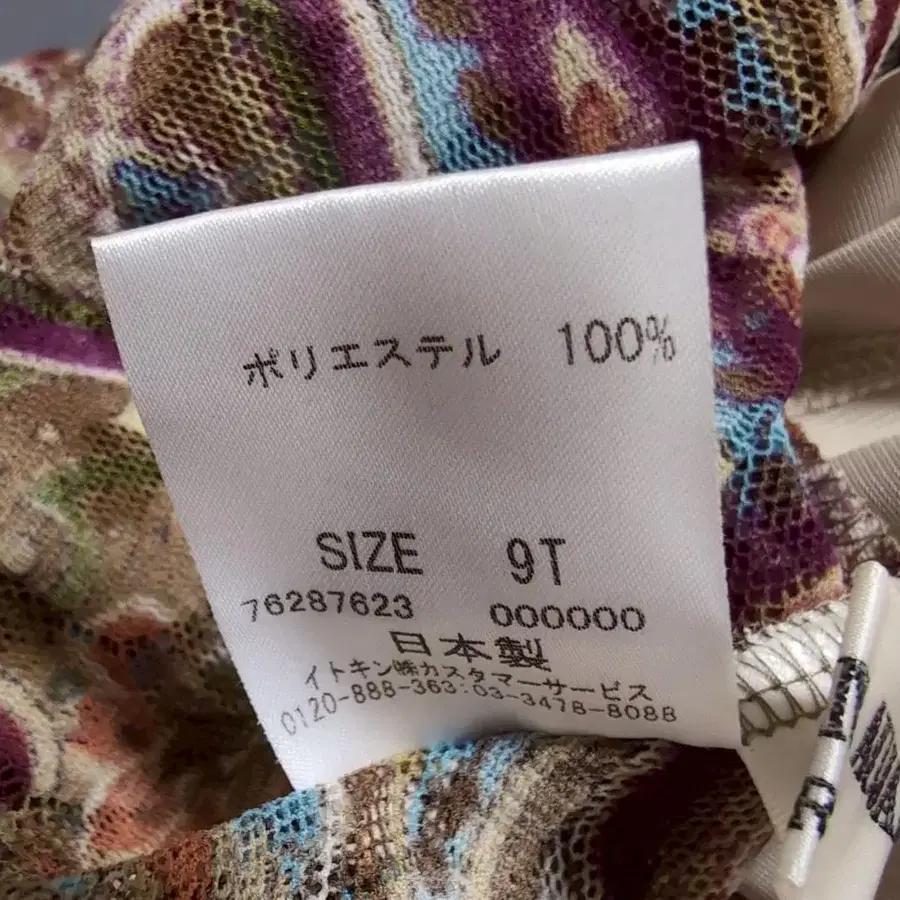 ポリエステル 100%
SIZE 9T
76287623 000000
日本製
イトキン㈱カスタマーサービス
0120-888-363:03-3478-8088